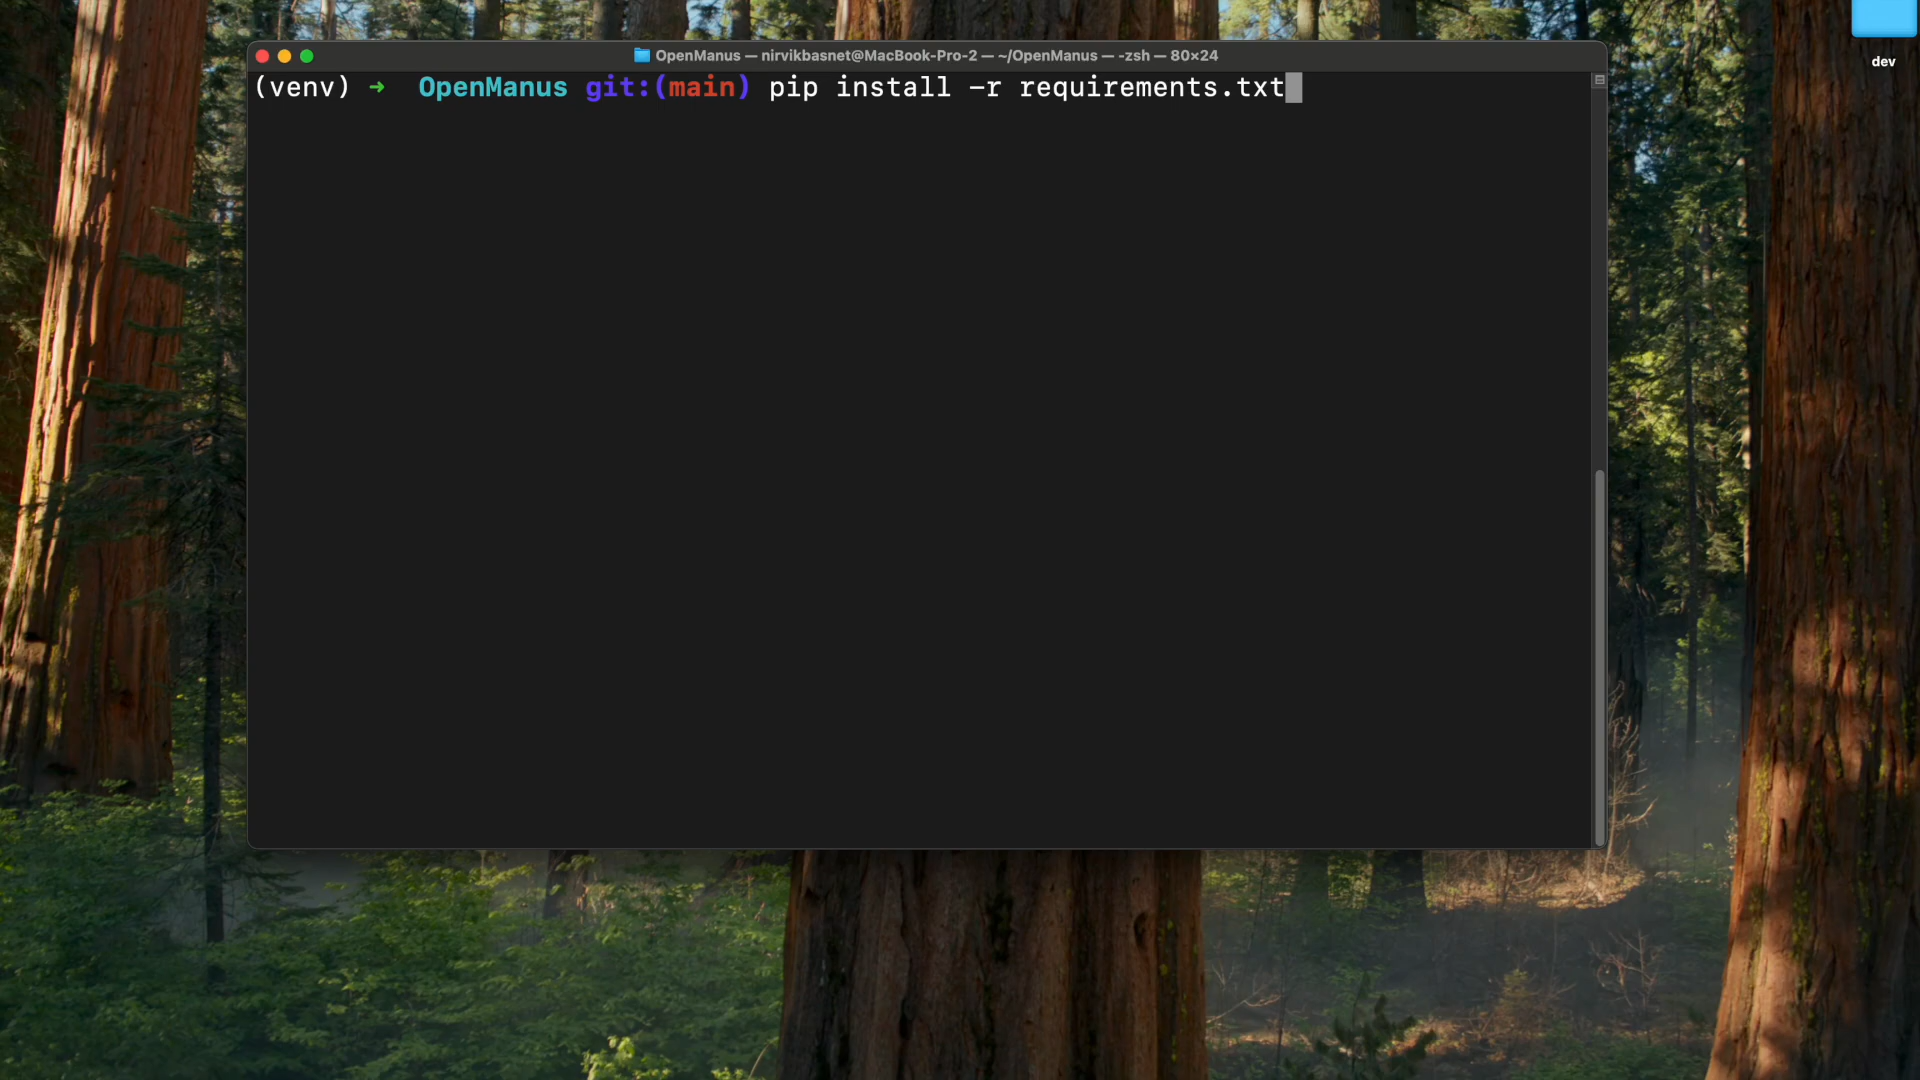 OpenManus — nirvikbasnet@MacBook-Pro-2 — ~/OpenManus — -zsh — 80×24
dev
(venv) ➜  OpenManus git:(main) pip install -r requirements.txt